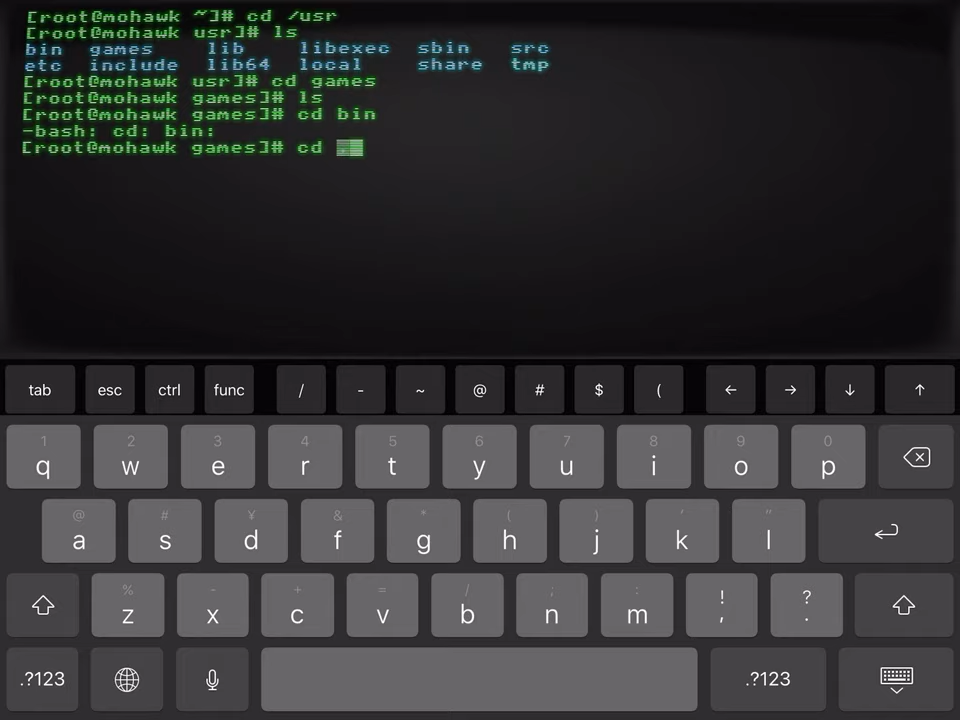 [root@mohawk ~]# cd /usr
[root@mohawk usr]# ls
bin games lib libexec sbin src
etc include lib64 local share tmp
[root@mohawk usr]# cd games
[root@mohawk games]# ls
[root@mohawk games]# cd bin
-bash: cd: bin:
[root@mohawk games]# cd .
tab esc ctrl func / - ~ @ # $ ( ← → ↓ ↑
1 2 3 4 5 6 7 8 9 0
q w e r t y u i o p
@ # ¥ & * ( ) ‘ ”
a s d f g h j k l
% - + = / ; : ! ?
z x c v b n m , .
.?123 .?123